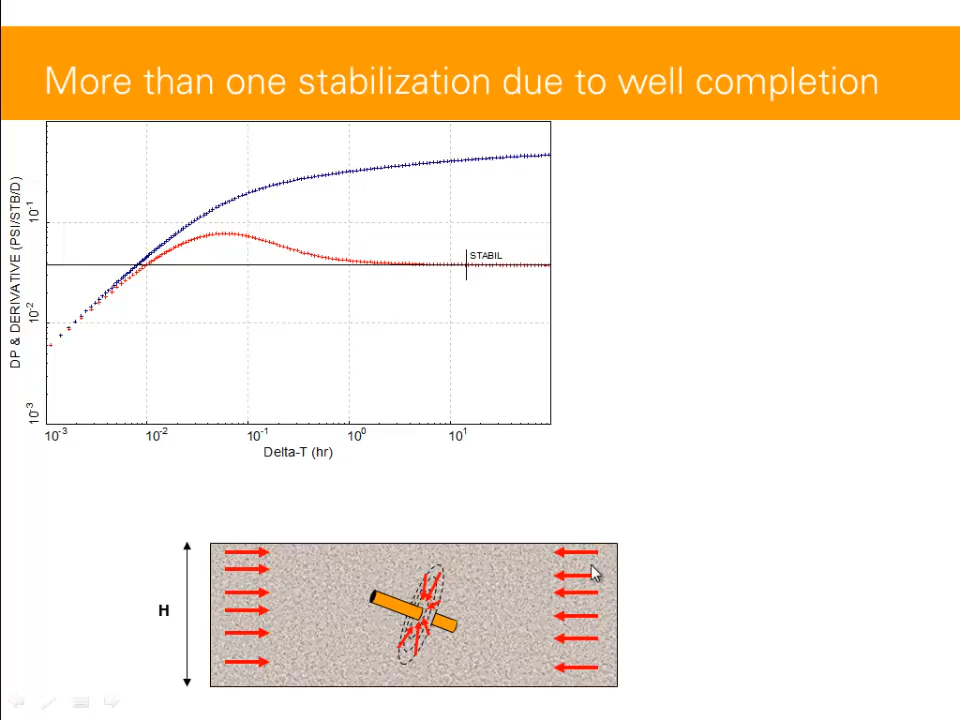 More than one stabilization due to well completion
DP & DERIVATIVE (PSI/STB/D)
10-1
10-2
10-3
STABIL
10-3
10-2
10-1
100
101
Delta-T (hr)
H